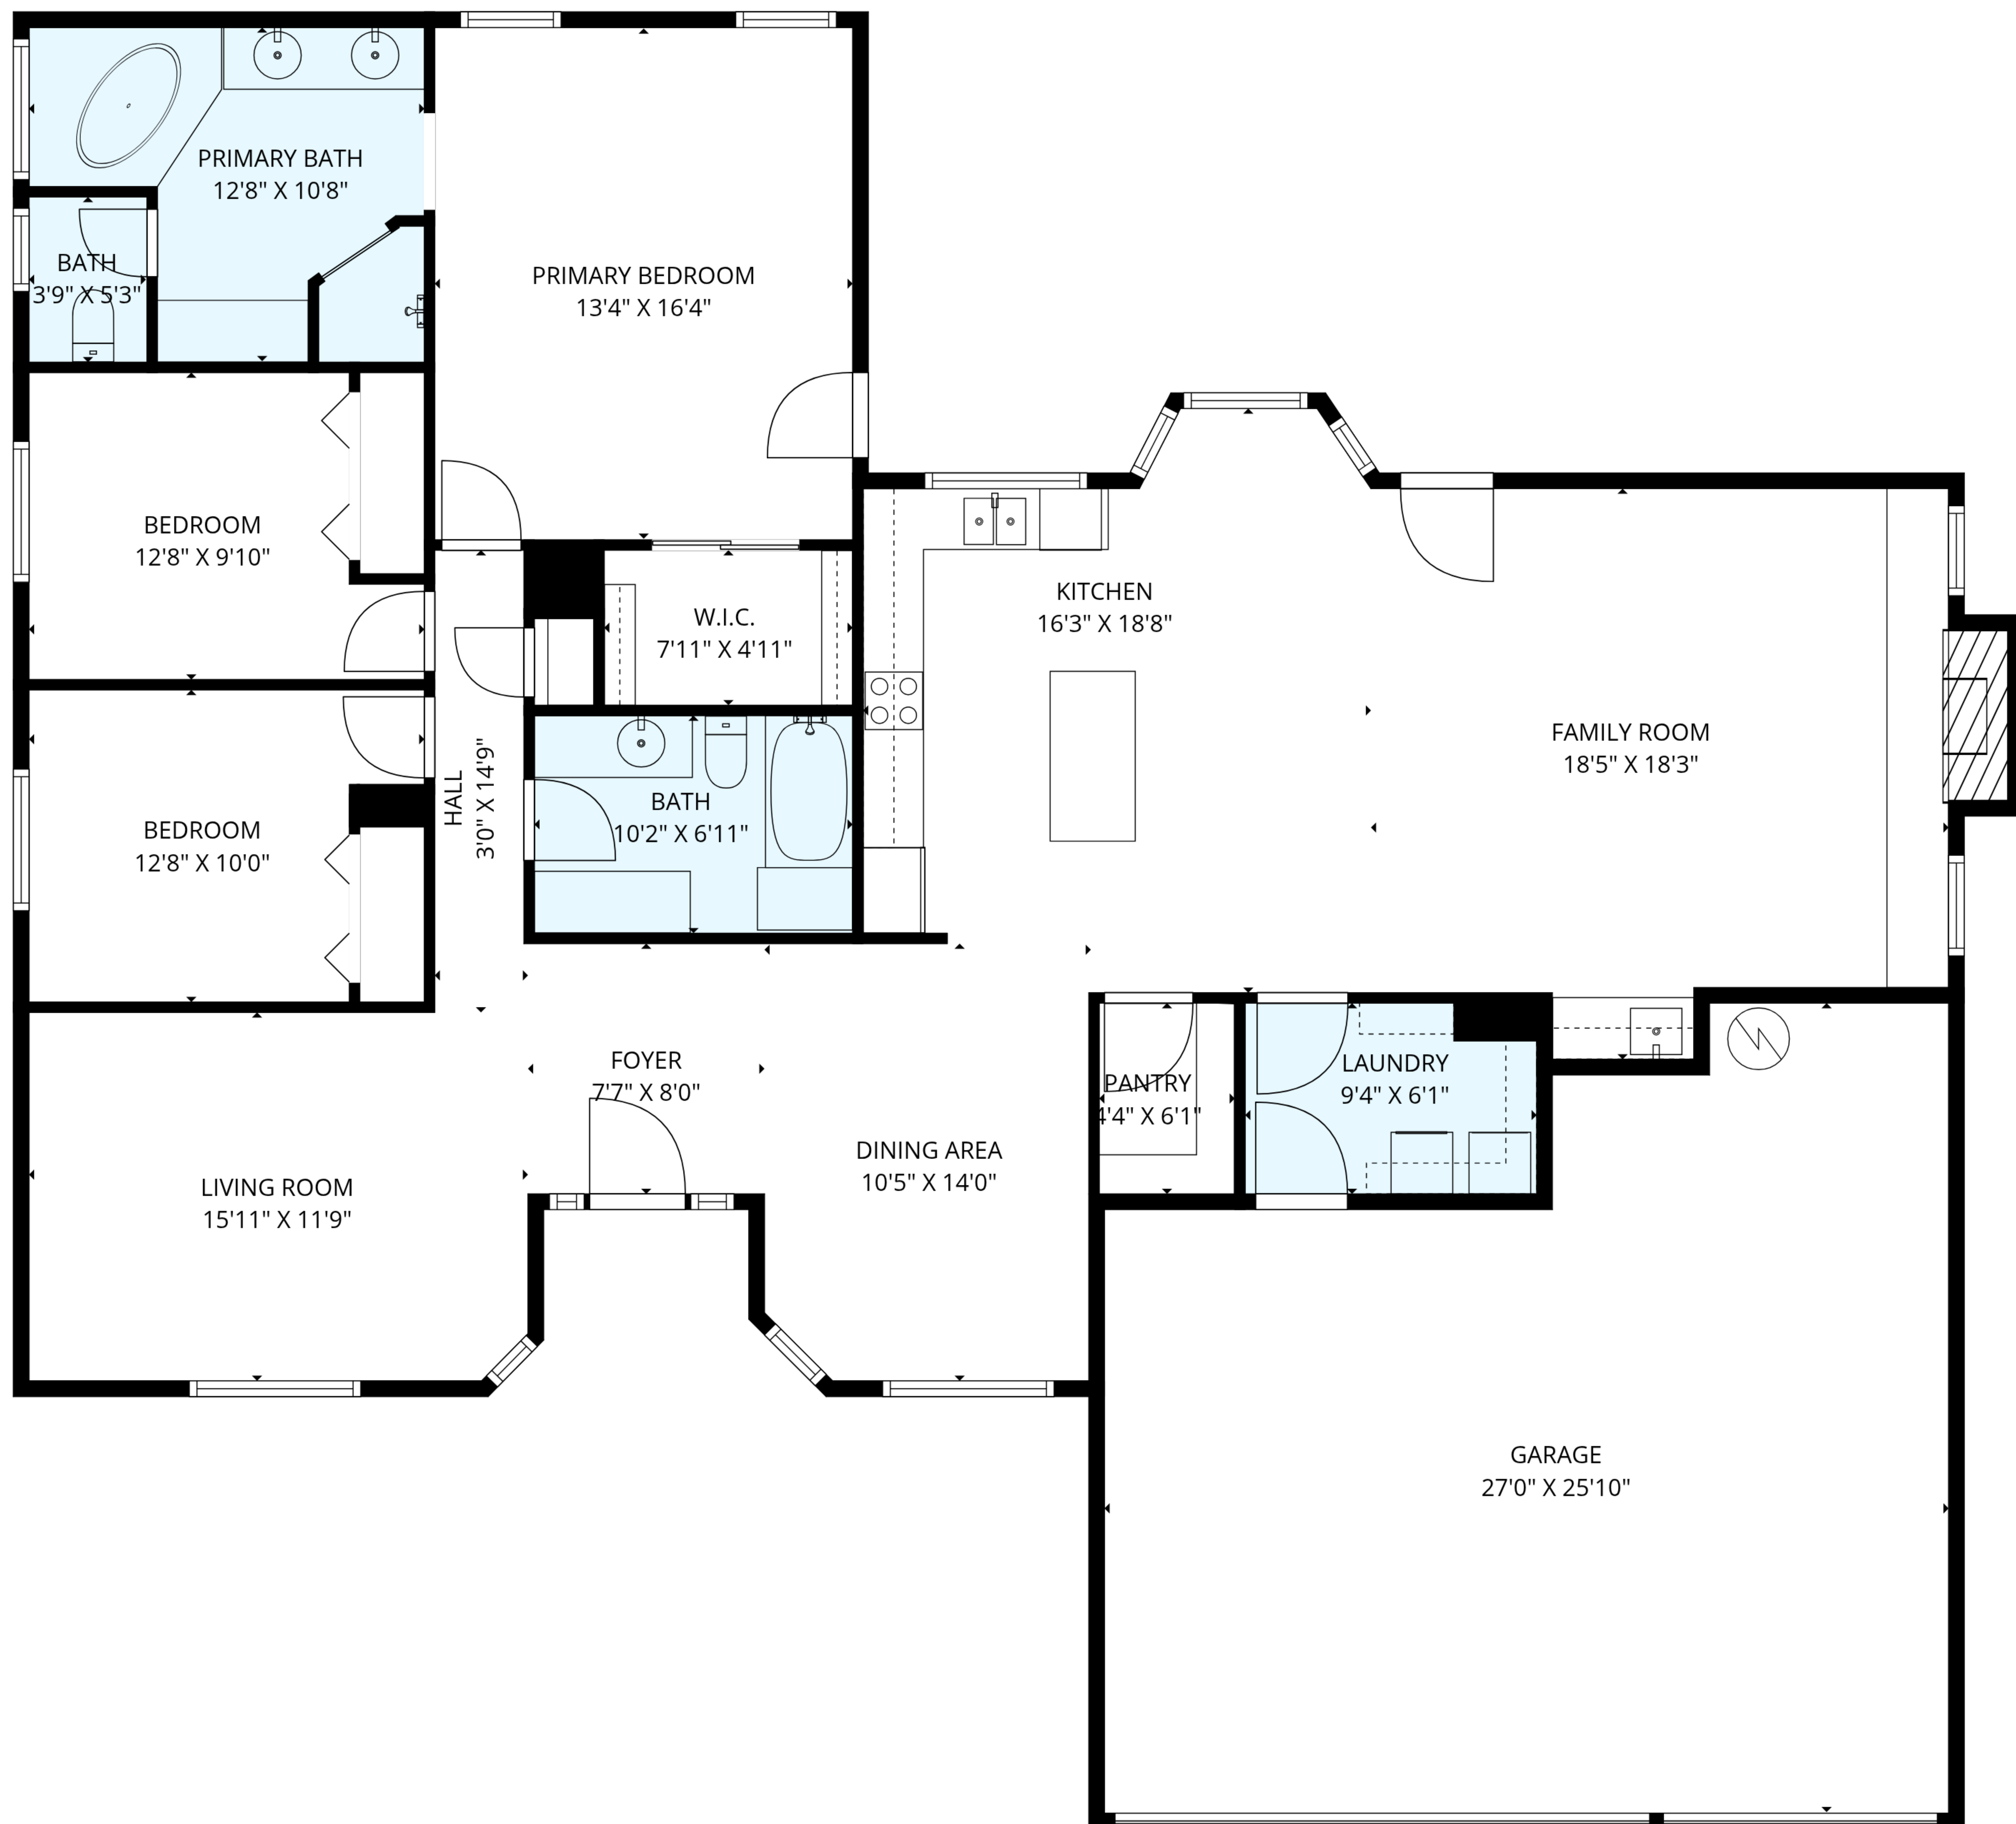 PRIMARY BATH
12'8" X 10'8"
BATH
3'9" X 5'3"
PRIMARY BEDROOM
13'4" X 16'4"
BEDROOM
12'8" X 9'10"
W.I.C.
7'11" X 4'11"
KITCHEN
16'3" X 18'8"
FAMILY ROOM
18'5" X 18'3"
HALL
3'0" X 14'9"
BATH
10'2" X 6'11"
BEDROOM
12'8" X 10'0"
FOYER
7'7" X 8'0"
PANTRY
4'4" X 6'1"
LAUNDRY
9'4" X 6'1"
DINING AREA
10'5" X 14'0"
LIVING ROOM
15'11" X 11'9"
GARAGE
27'0" X 25'10"